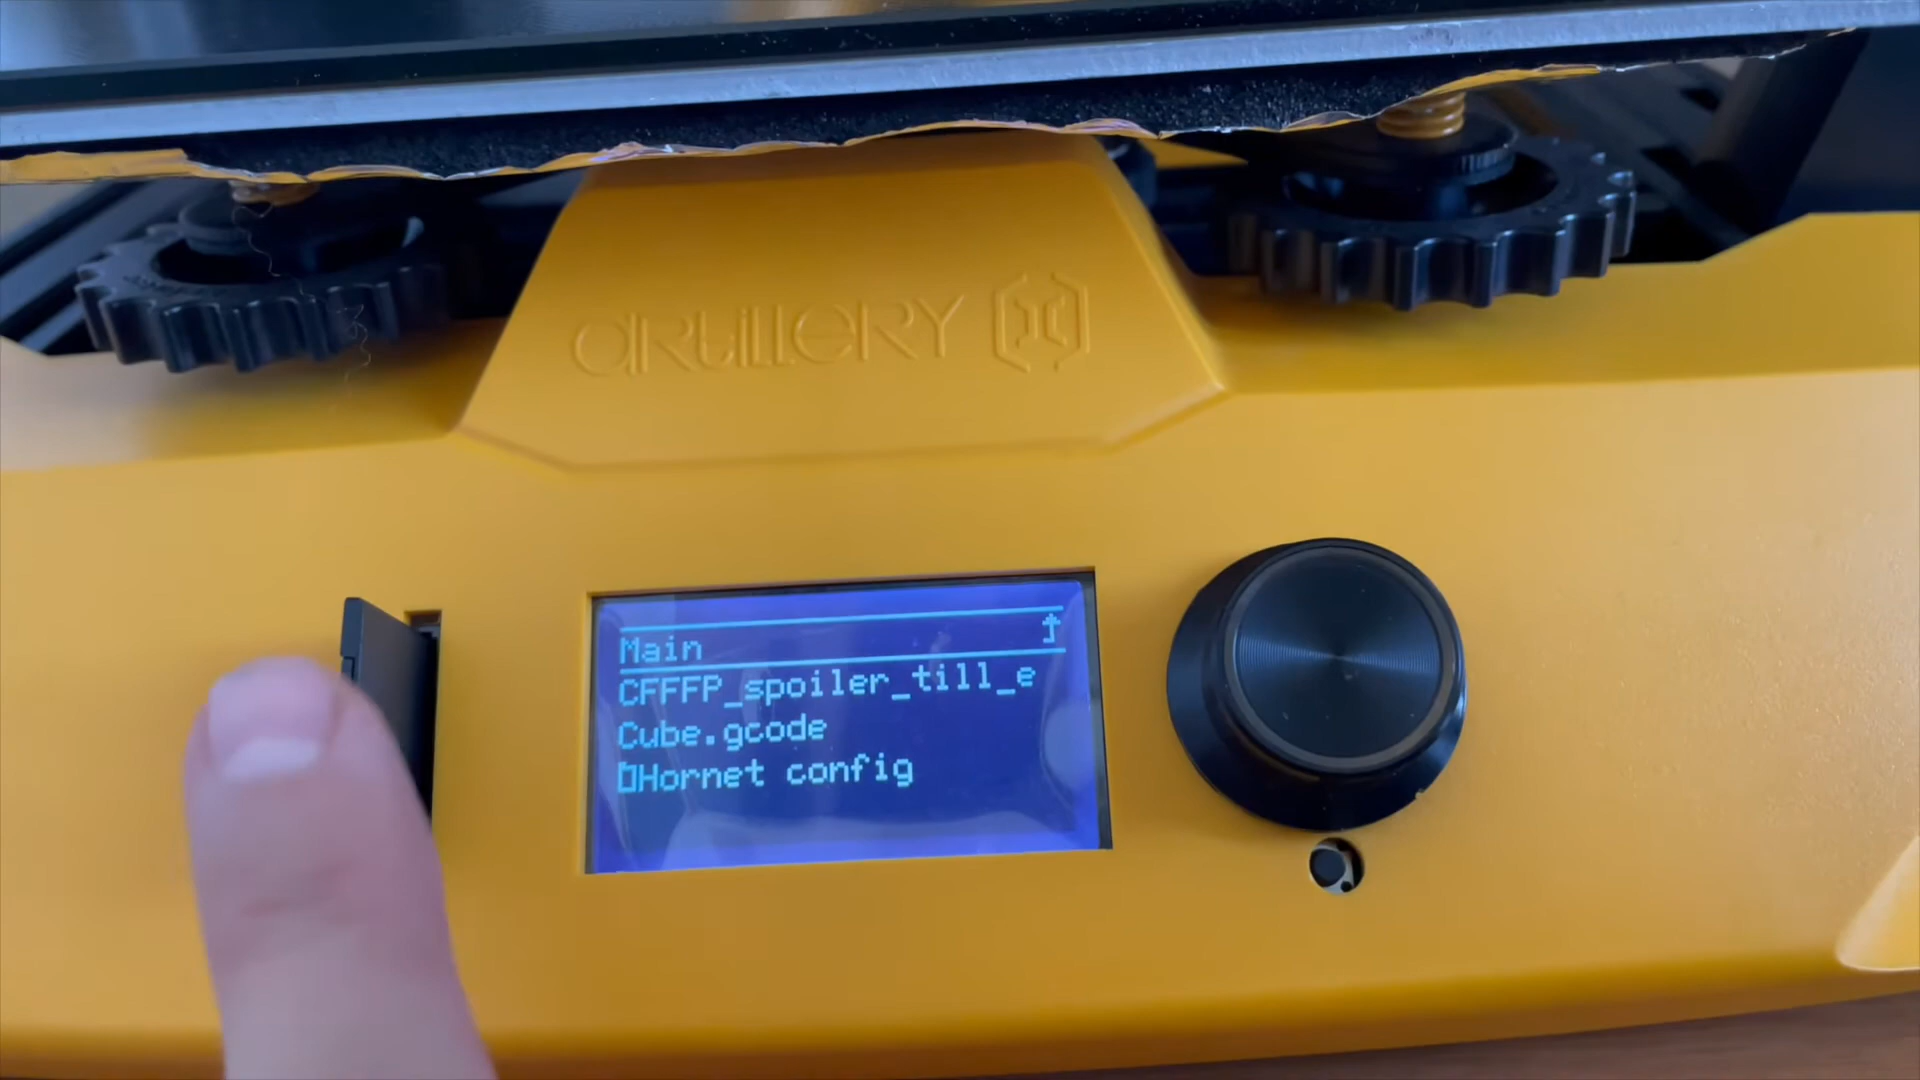 ARTILLERY
Main
CFFFP_spoiler_till_e
Cube.gcode
Hornet config